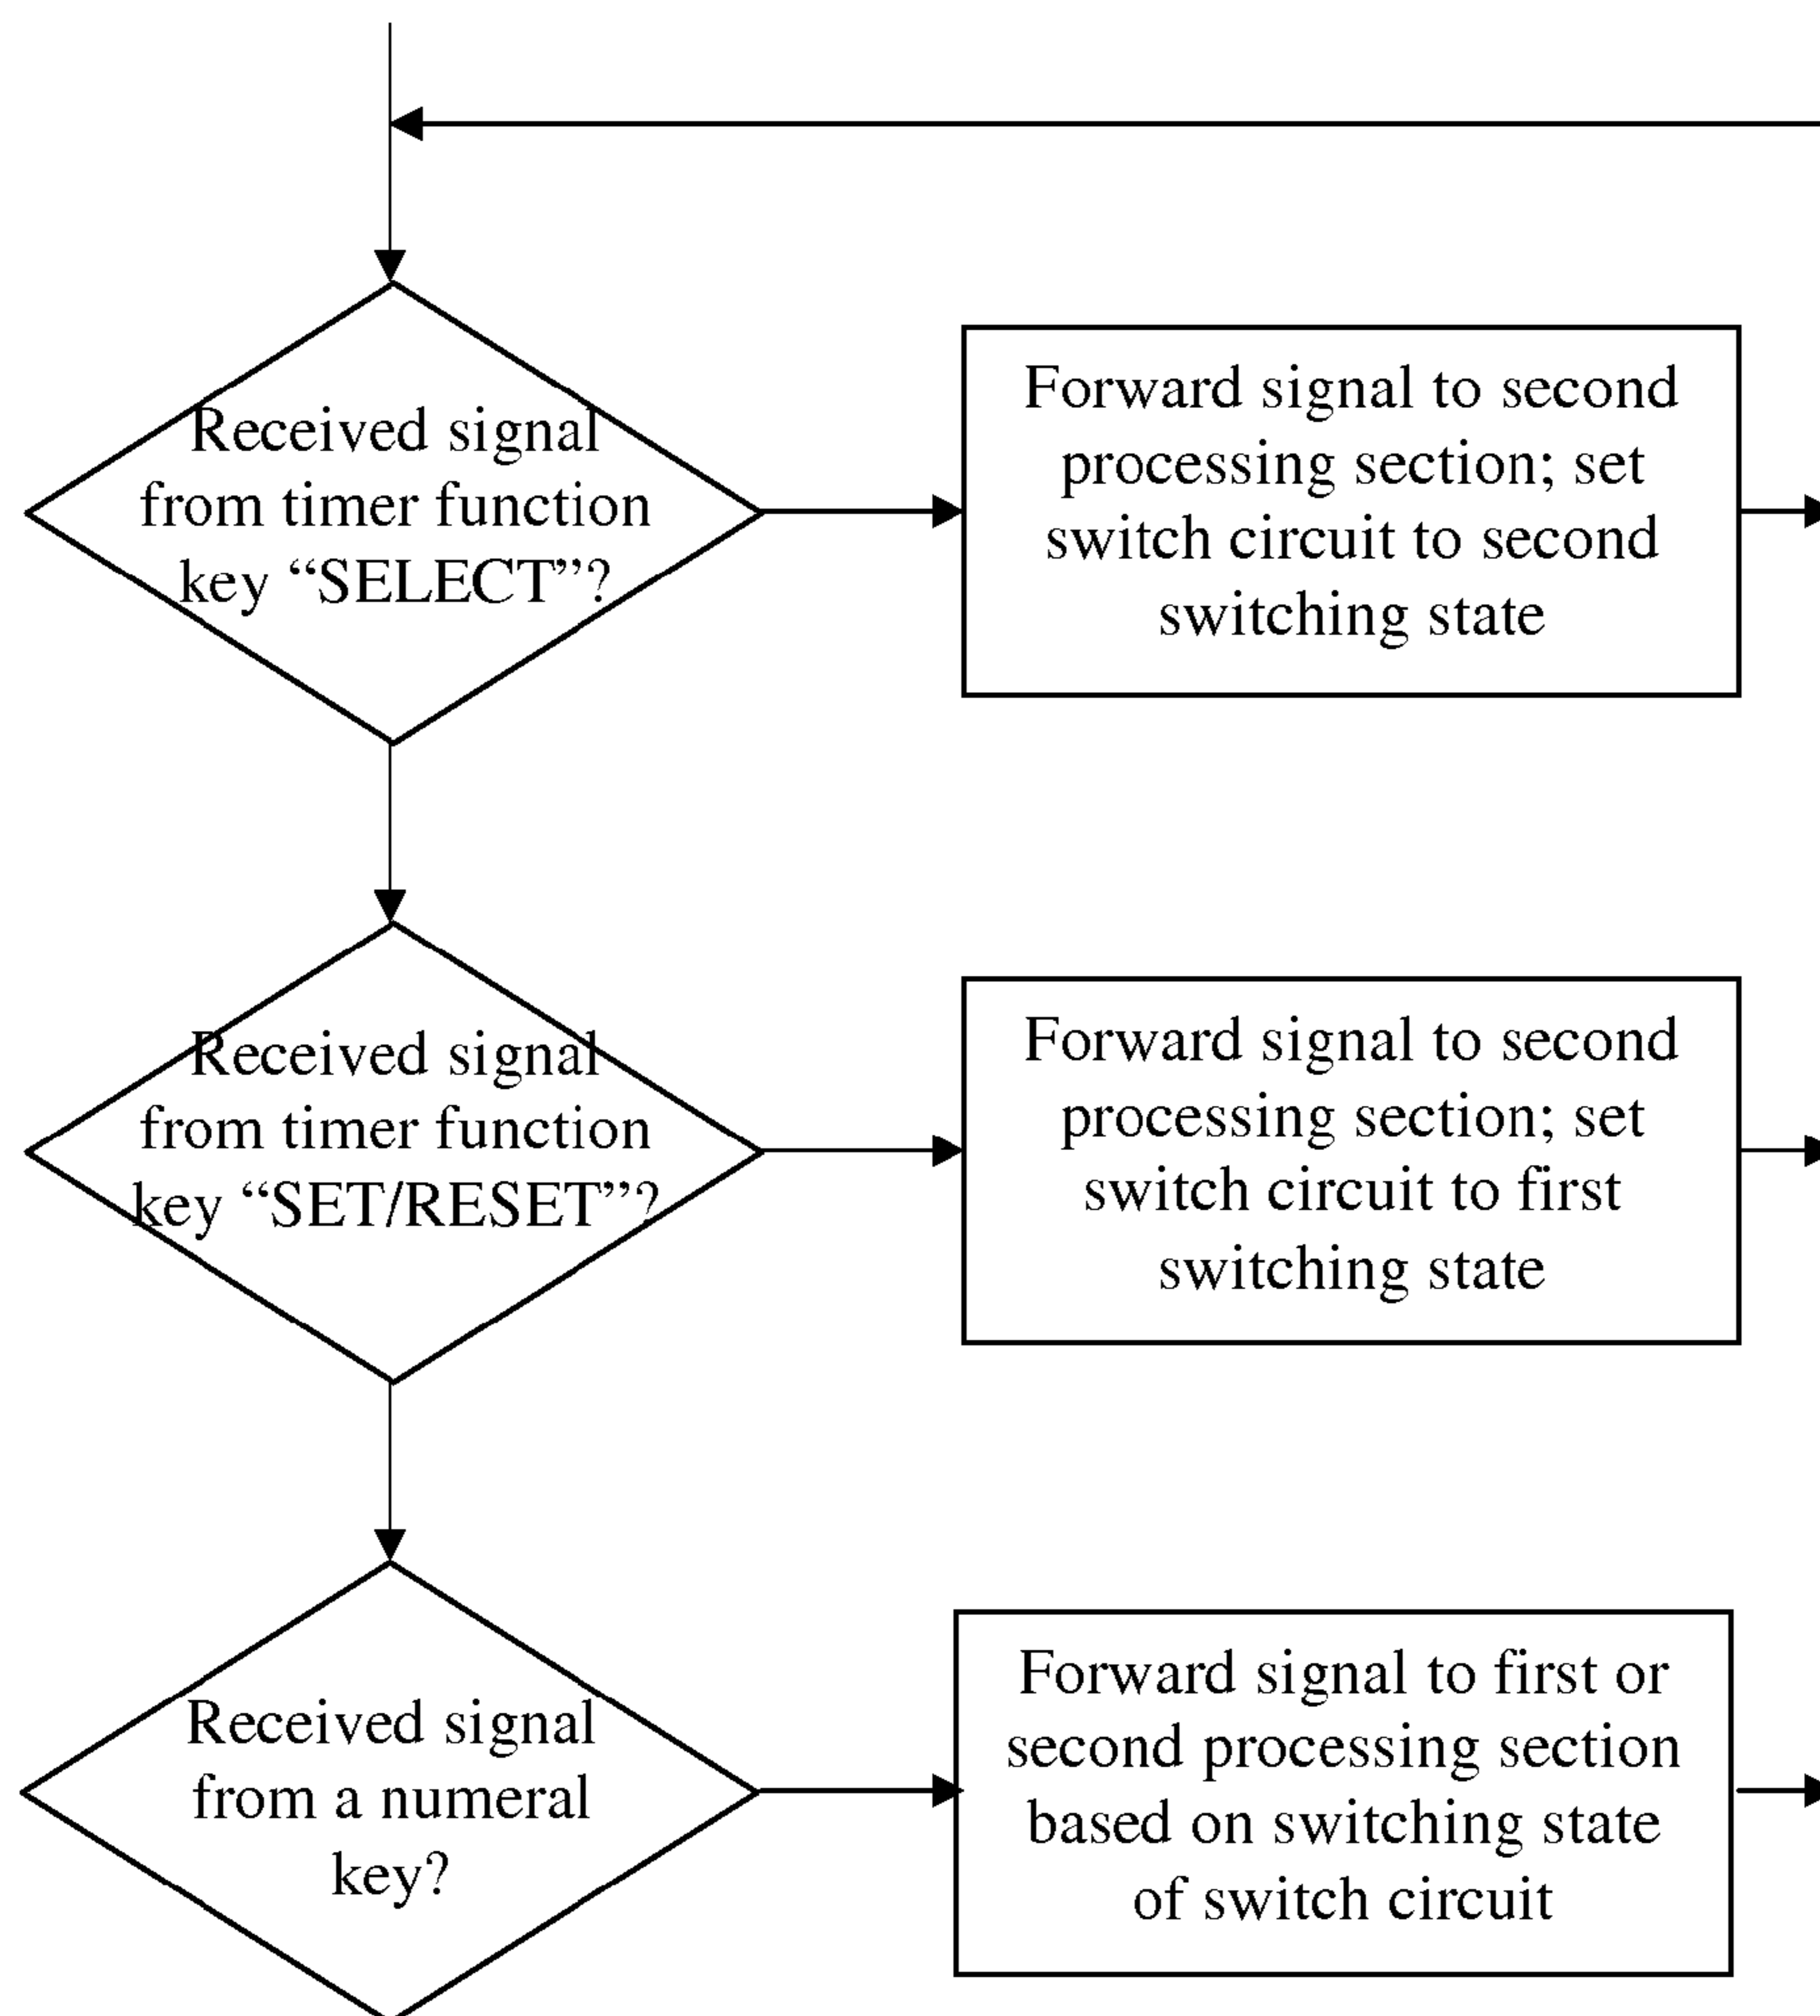 Received signal
from timer function
key “SELECT”?
Forward signal to second
processing section; set
switch circuit to second
switching state
Received signal
from timer function
key “SET/RESET”?
Forward signal to second
processing section; set
switch circuit to first
switching state
Received signal
from a numeral
key?
Forward signal to first or
second processing section
based on switching state
of switch circuit